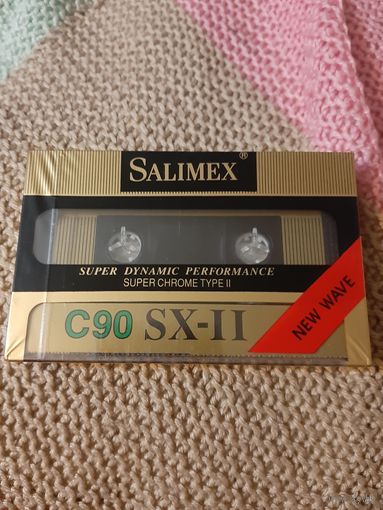 SALIMEX®
SUPER DYNAMIC PERFORMANCE
SUPER CHROME TYPE II
C90 SX-II
NEW WAVE